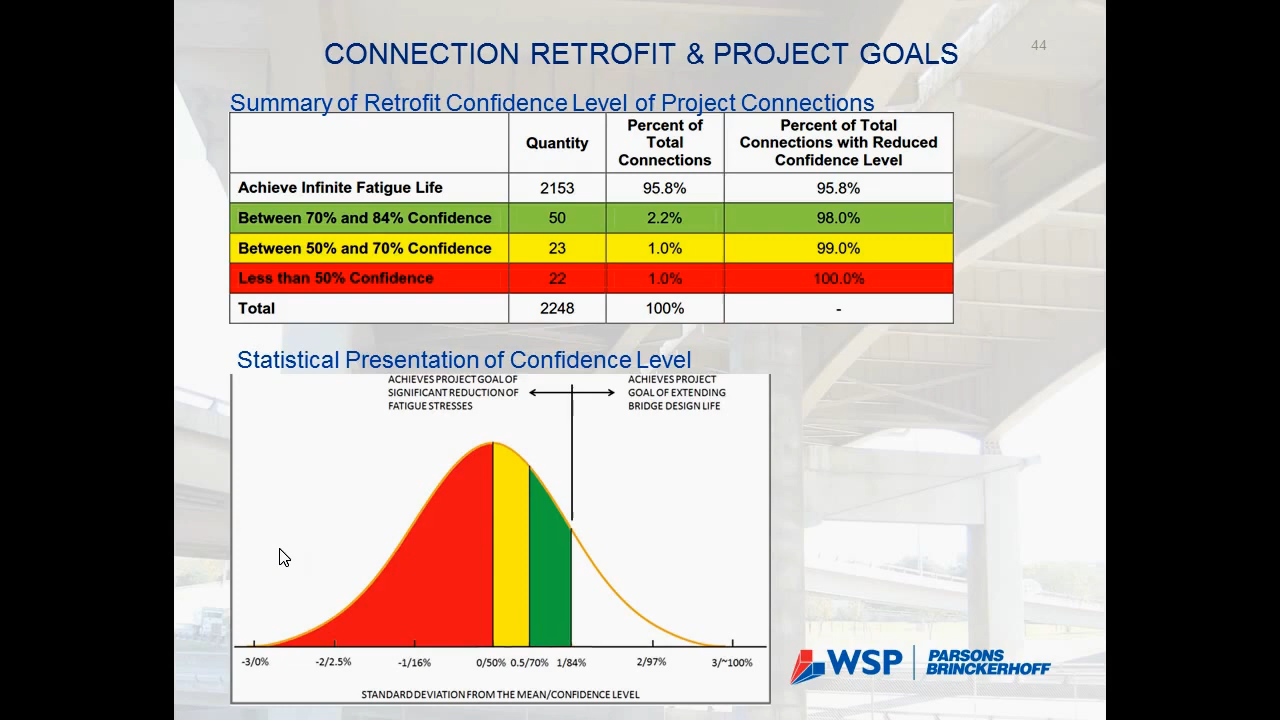 CONNECTION RETROFIT & PROJECT GOALS
44
Summary of Retrofit Confidence Level of Project Connections
Quantity
Percent of
Total
Connections
Percent of Total
Connections with Reduced
Confidence Level
Achieve Infinite Fatigue Life 2153 95.8% 95.8%
Between 70% and 84% Confidence 50 2.2% 98.0%
Between 50% and 70% Confidence 23 1.0% 99.0%
Less than 50% Confidence 22 1.0% 100.0%
Total 2248 100% -
Statistical Presentation of Confidence Level
ACHIEVES PROJECT GOAL OF
SIGNIFICANT REDUCTION OF
FATIGUE STRESSES
ACHIEVES PROJECT
GOAL OF EXTENDING
BRIDGE DESIGN LIFE
-3/0% -2/2.5% -1/16% 0/50% 0.5/70% 1/84% 2/97% 3/~100%
STANDARD DEVIATION FROM THE MEAN/CONFIDENCE LEVEL
WSP
PARSONS
BRINCKERHOFF